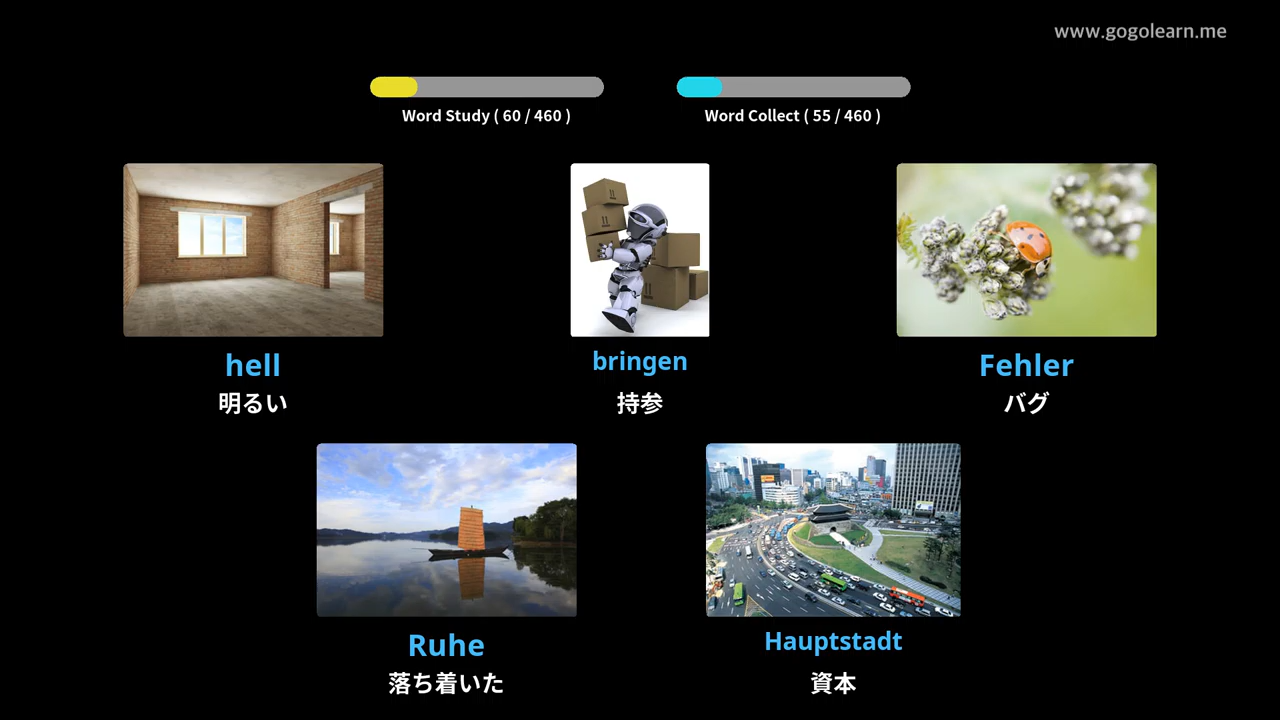 www.gogolearn.me
Word Study ( 60 / 460 )
Word Collect ( 55 / 460 )
hell
明るい
bringen
持参
Fehler
バグ
Ruhe
落ち着いた
Hauptstadt
資本